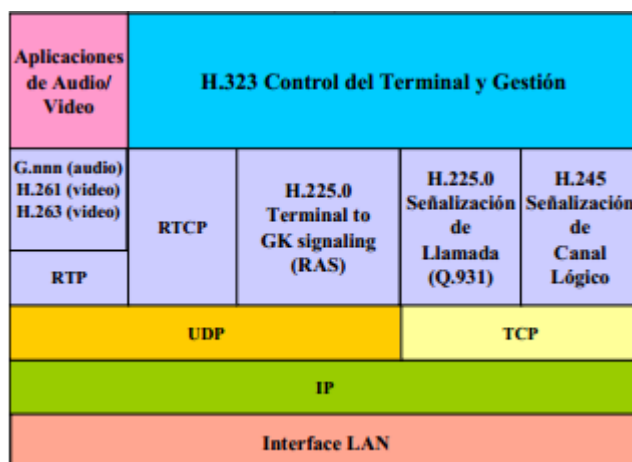 Aplicaciones
de Audio/
Video
H.323 Control del Terminal y Gestión
G.nnn (audio)
H.261 (video)
H.263 (video)
RTP
RTCP
H.225.0
Terminal to
GK signaling
(RAS)
H.225.0
Señalización
de
Llamada
(Q.931)
H.245
Señalización
de
Canal
Lógico
UDP
TCP
IP
Interface LAN